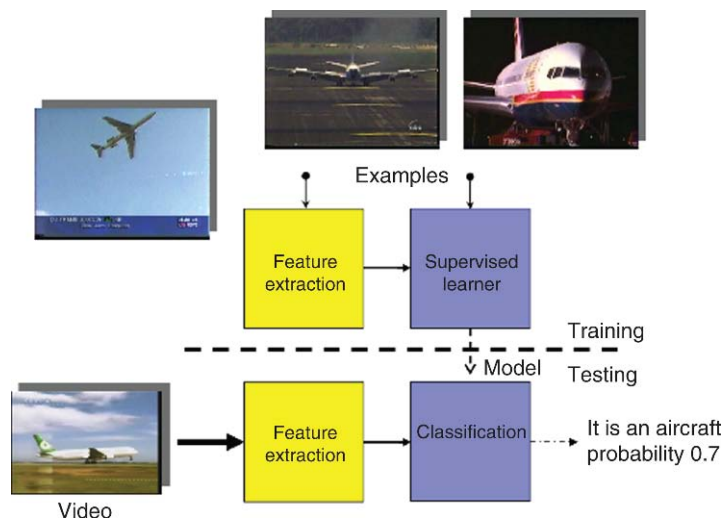 Examples
Feature
extraction
Supervised
learner
Training
Model
Testing
Feature
extraction
Classification
It is an aircraft
probability 0.7
Video